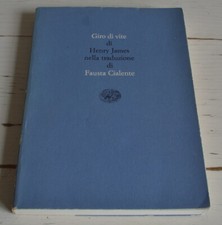 Giro di vite
di
Henry James
nella traduzione
di
Fausta Cialente